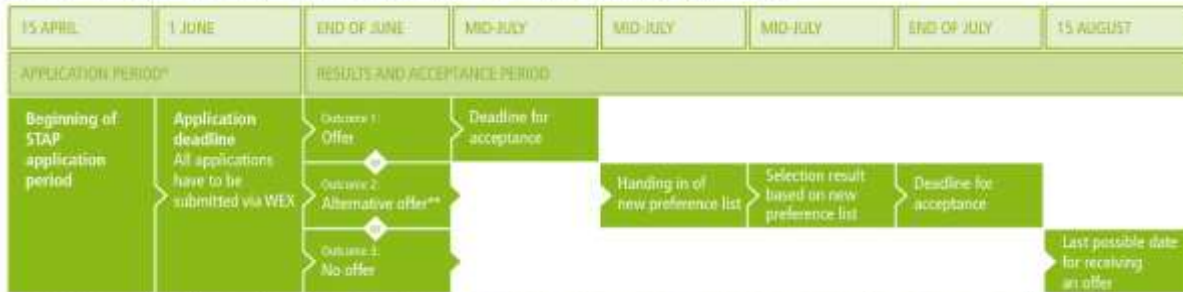 15 APRIL
1 JUNE
END OF JUNE
MID-JULY
MID-JULY
MID-JULY
END OF JULY
15 AUGUST
APPLICATION PERIOD*
RESULTS AND ACCEPTANCE PERIOD
Beginning of
STAP
application
period
Application
deadline
All applications
have to be
submitted via WEX
Outcome 1:
Offer
or
Outcome 2:
Alternative offer**
or
Outcome 3:
No offer
Deadline for
acceptance
Handing in of
new preference list
Selection result
based on new
preference list
Deadline for
acceptance
Last possible date
for receiving
an offer